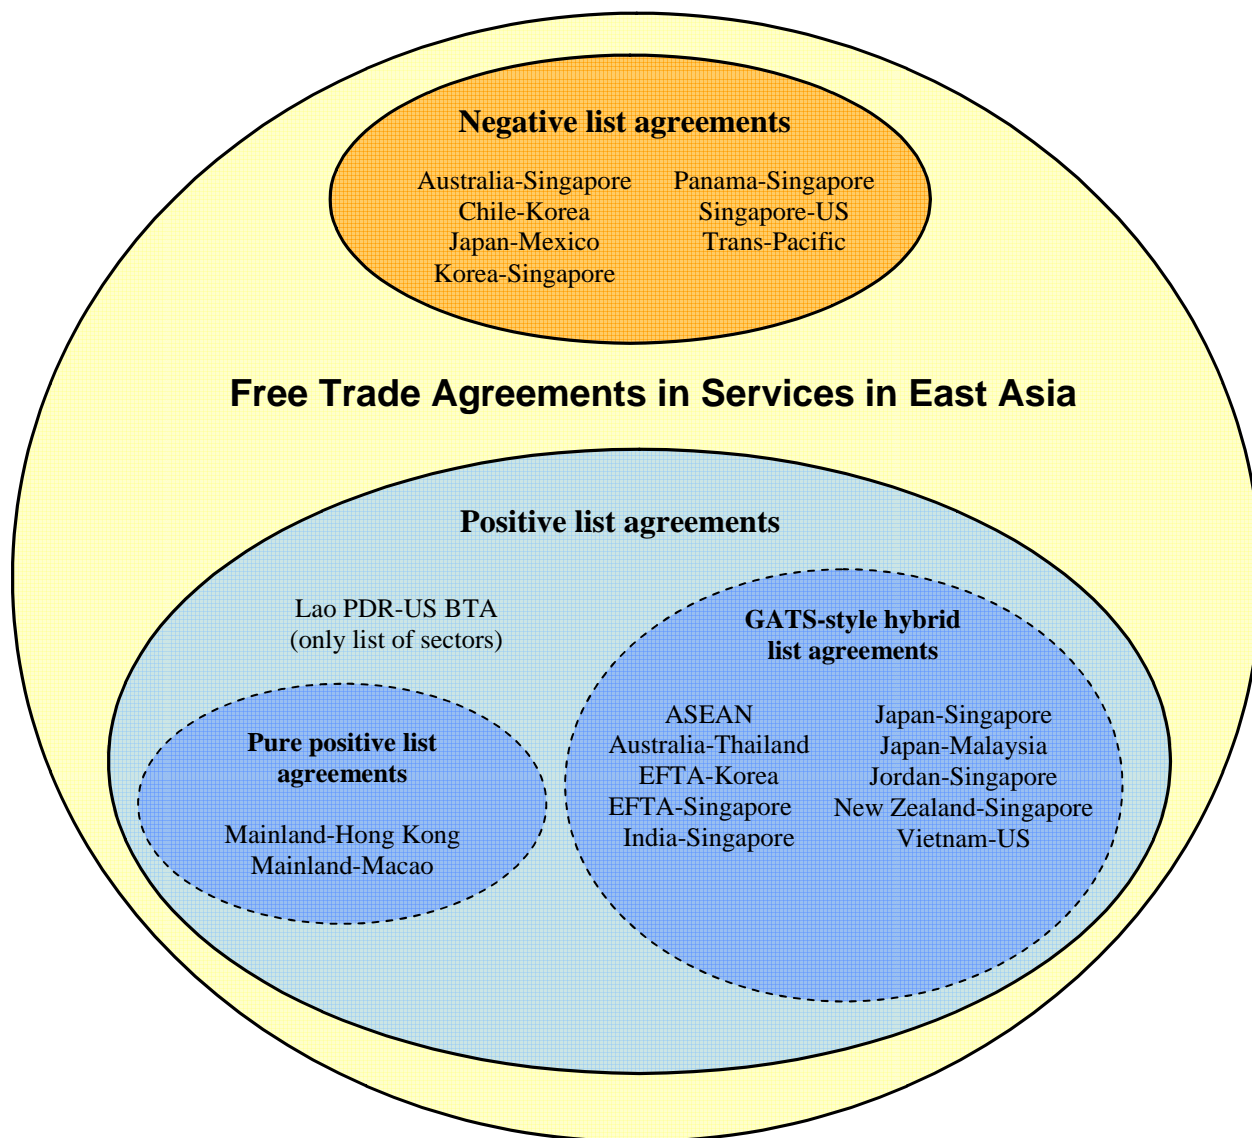 Negative list agreements
Australia-Singapore
Chile-Korea
Japan-Mexico
Korea-Singapore
Panama-Singapore
Singapore-US
Trans-Pacific
Free Trade Agreements in Services in East Asia
Positive list agreements
Lao PDR-US BTA
(only list of sectors)
Pure positive list
agreements
Mainland-Hong Kong
Mainland-Macao
GATS-style hybrid
list agreements
ASEAN
Australia-Thailand
EFTA-Korea
EFTA-Singapore
India-Singapore
Japan-Singapore
Japan-Malaysia
Jordan-Singapore
New Zealand-Singapore
Vietnam-US